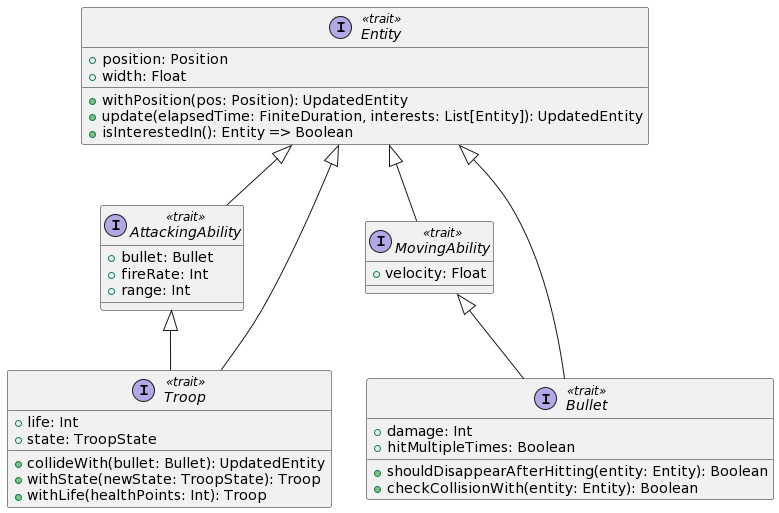 «trait»
I
Entity
position: Position
width: Float
withPosition(pos: Position): UpdatedEntity
update(elapsedTime: FiniteDuration, interests: List[Entity]): UpdatedEntity
isInterestedIn(): Entity => Boolean
«trait»
I
AttackingAbility
bullet: Bullet
fireRate: Int
range: Int
«trait»
I
MovingAbility
velocity: Float
«trait»
I
Troop
life: Int
state: TroopState
collideWith(bullet: Bullet): UpdatedEntity
withState(newState: TroopState): Troop
withLife(healthPoints: Int): Troop
«trait»
I
Bullet
damage: Int
hitMultipleTimes: Boolean
shouldDisappearAfterHitting(entity: Entity): Boolean
checkCollisionWith(entity: Entity): Boolean